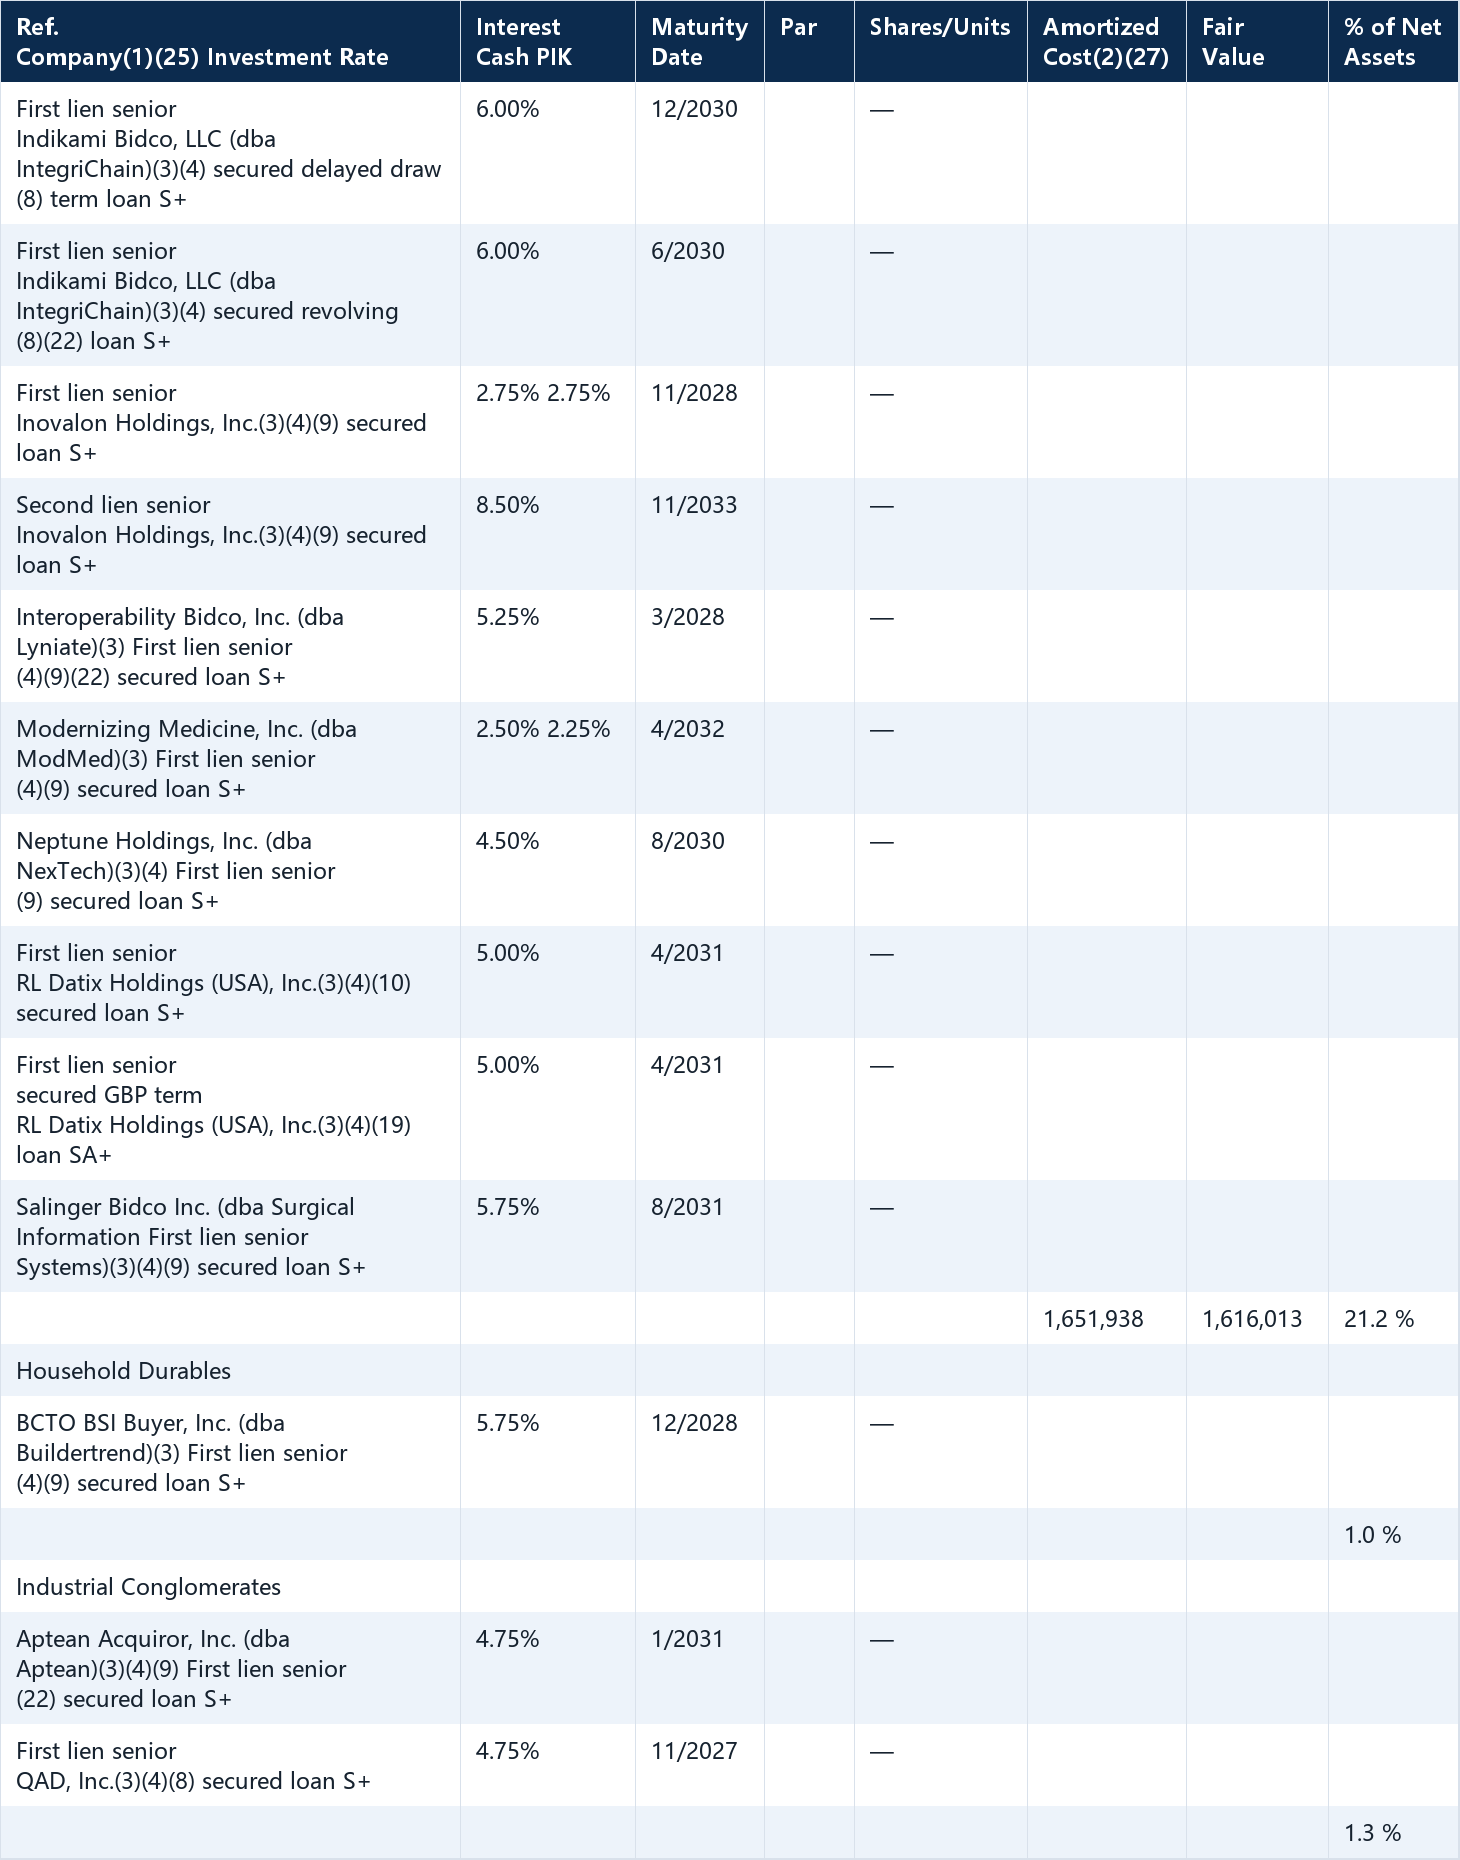 Ref.
Company(1)(25) Investment Rate
Interest
Cash PIK
Maturity
Date
Par
Shares/Units
Amortized
Cost(2)(27)
Fair
Value
% of Net
Assets
First lien senior
Indikami Bidco, LLC (dba
IntegriChain)(3)(4) secured delayed draw
(8) term loan S+
6.00%
12/2030
—
First lien senior
Indikami Bidco, LLC (dba
IntegriChain)(3)(4) secured revolving
(8)(22) loan S+
6.00%
6/2030
—
First lien senior
Inovalon Holdings, Inc.(3)(4)(9) secured
loan S+
2.75% 2.75%
11/2028
—
Second lien senior
Inovalon Holdings, Inc.(3)(4)(9) secured
loan S+
8.50%
11/2033
—
Interoperability Bidco, Inc. (dba
Lyniate)(3) First lien senior
(4)(9)(22) secured loan S+
5.25%
3/2028
—
Modernizing Medicine, Inc. (dba
ModMed)(3) First lien senior
(4)(9) secured loan S+
2.50% 2.25%
4/2032
—
Neptune Holdings, Inc. (dba
NexTech)(3)(4) First lien senior
(9) secured loan S+
4.50%
8/2030
—
First lien senior
RL Datix Holdings (USA), Inc.(3)(4)(10)
secured loan S+
5.00%
4/2031
—
First lien senior
secured GBP term
RL Datix Holdings (USA), Inc.(3)(4)(19)
loan SA+
5.00%
4/2031
—
Salinger Bidco Inc. (dba Surgical
Information First lien senior
Systems)(3)(4)(9) secured loan S+
5.75%
8/2031
—
1,651,938
1,616,013
21.2 %
Household Durables
BCTO BSI Buyer, Inc. (dba
Buildertrend)(3) First lien senior
(4)(9) secured loan S+
5.75%
12/2028
—
1.0 %
Industrial Conglomerates
Aptean Acquiror, Inc. (dba
Aptean)(3)(4)(9) First lien senior
(22) secured loan S+
4.75%
1/2031
—
First lien senior
QAD, Inc.(3)(4)(8) secured loan S+
4.75%
11/2027
—
1.3 %